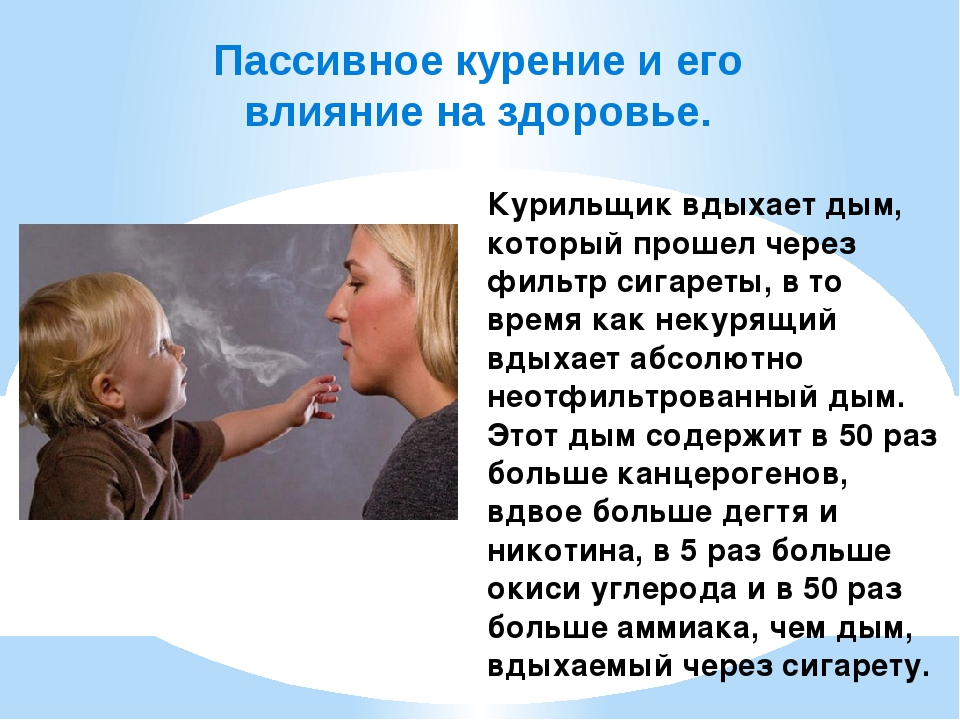 Пассивное курение и его
влияние на здоровье.
Курильщик вдыхает дым,
который прошел через
фильтр сигареты, в то
время как некурящий
вдыхает абсолютно
неотфильтрованный дым.
Этот дым содержит в 50 раз
больше канцерогенов,
вдвое больше дегтя и
никотина, в 5 раз больше
окиси углерода и в 50 раз
больше аммиака, чем дым,
вдыхаемый через сигарету.